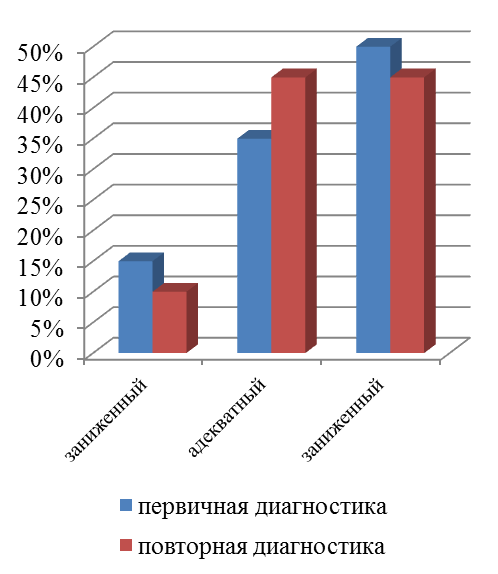 50%
45%
40%
35%
30%
25%
20%
15%
10%
5%
0%
заниженный
адекватный
заниженный
первичная диагностика
повторная диагностика